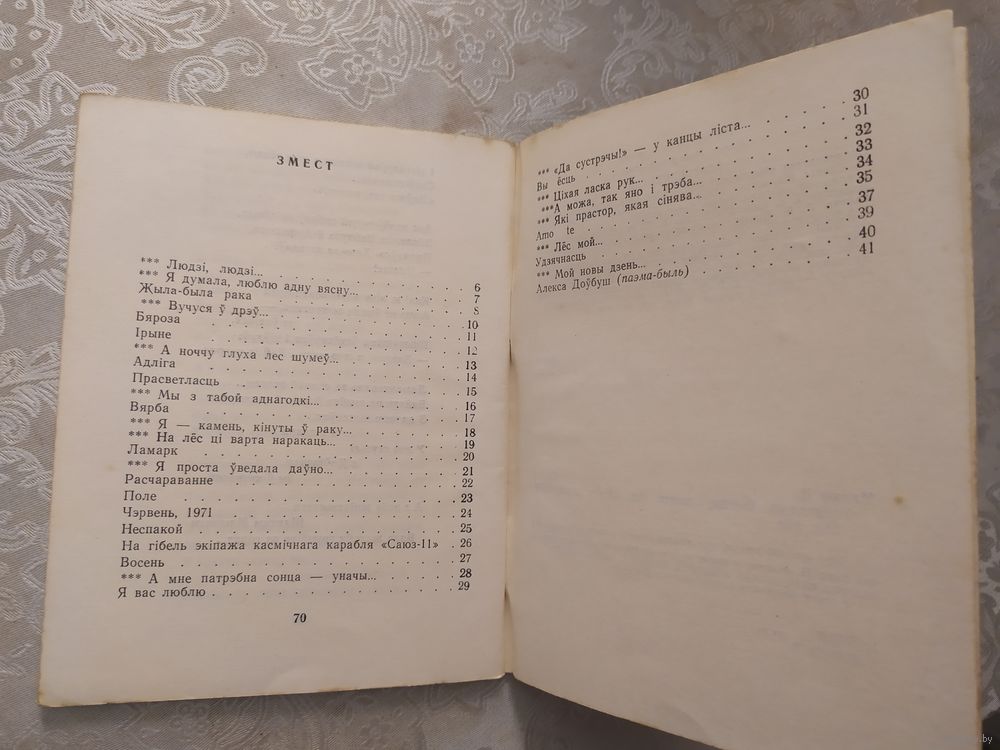 ЗМЕСТ
*** Людзі, людзі... 6
*** Я думала, люблю адну вясну... 7
Жыла-была рака 8
*** Вучуся ў дрэў... 10
Бяроза 11
Ірыне 12
*** А ноччу глуха лес шумеў... 13
Адліга 14
Прасветласць 15
*** Мы з табой аднагодкі... 16
Вярба 17
*** Я — камень, кінуты ў раку... 18
*** На лёс ці варта наракаць... 19
Ламарк 20
*** Я проста ўведала даўно... 21
Расчараванне 22
Поле 23
Чэрвень, 1971 24
Неспакой 25
На гібель экіпажа касмічнага карабля «Саюз-11» 26
Восень 27
*** А мне патрэбна сонца — уначы... 28
Я вас люблю 29
70
*** «Да сустрэчы!» — у канцы ліста... 30
Вы ёсць 31
*** Ціхая ласка рук... 32
*** А можа, так яно і трэба... 33
*** Які прастор, якая сінява... 34
Amo te 35
*** Лёс мой... 37
Удзячнасць 39
*** Мой новы дзень... 40
Алекса Доўбуш (паэма-быль) 41